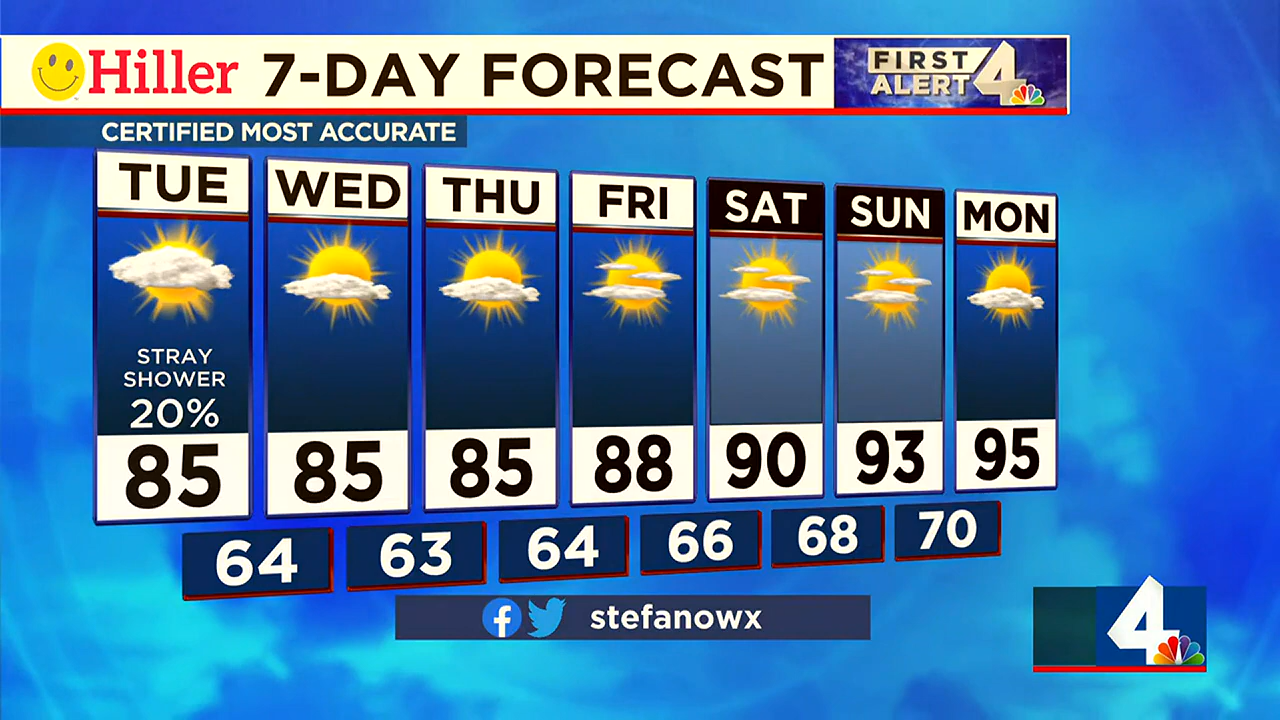 Hiller 7-DAY FORECAST
FIRST
ALERT 4
CERTIFIED MOST ACCURATE
TUE WED THU FRI SAT SUN MON
STRAY
SHOWER
20%
85 85 85 88 90 93 95
64 63 64 66 68 70
f stefanowx
4